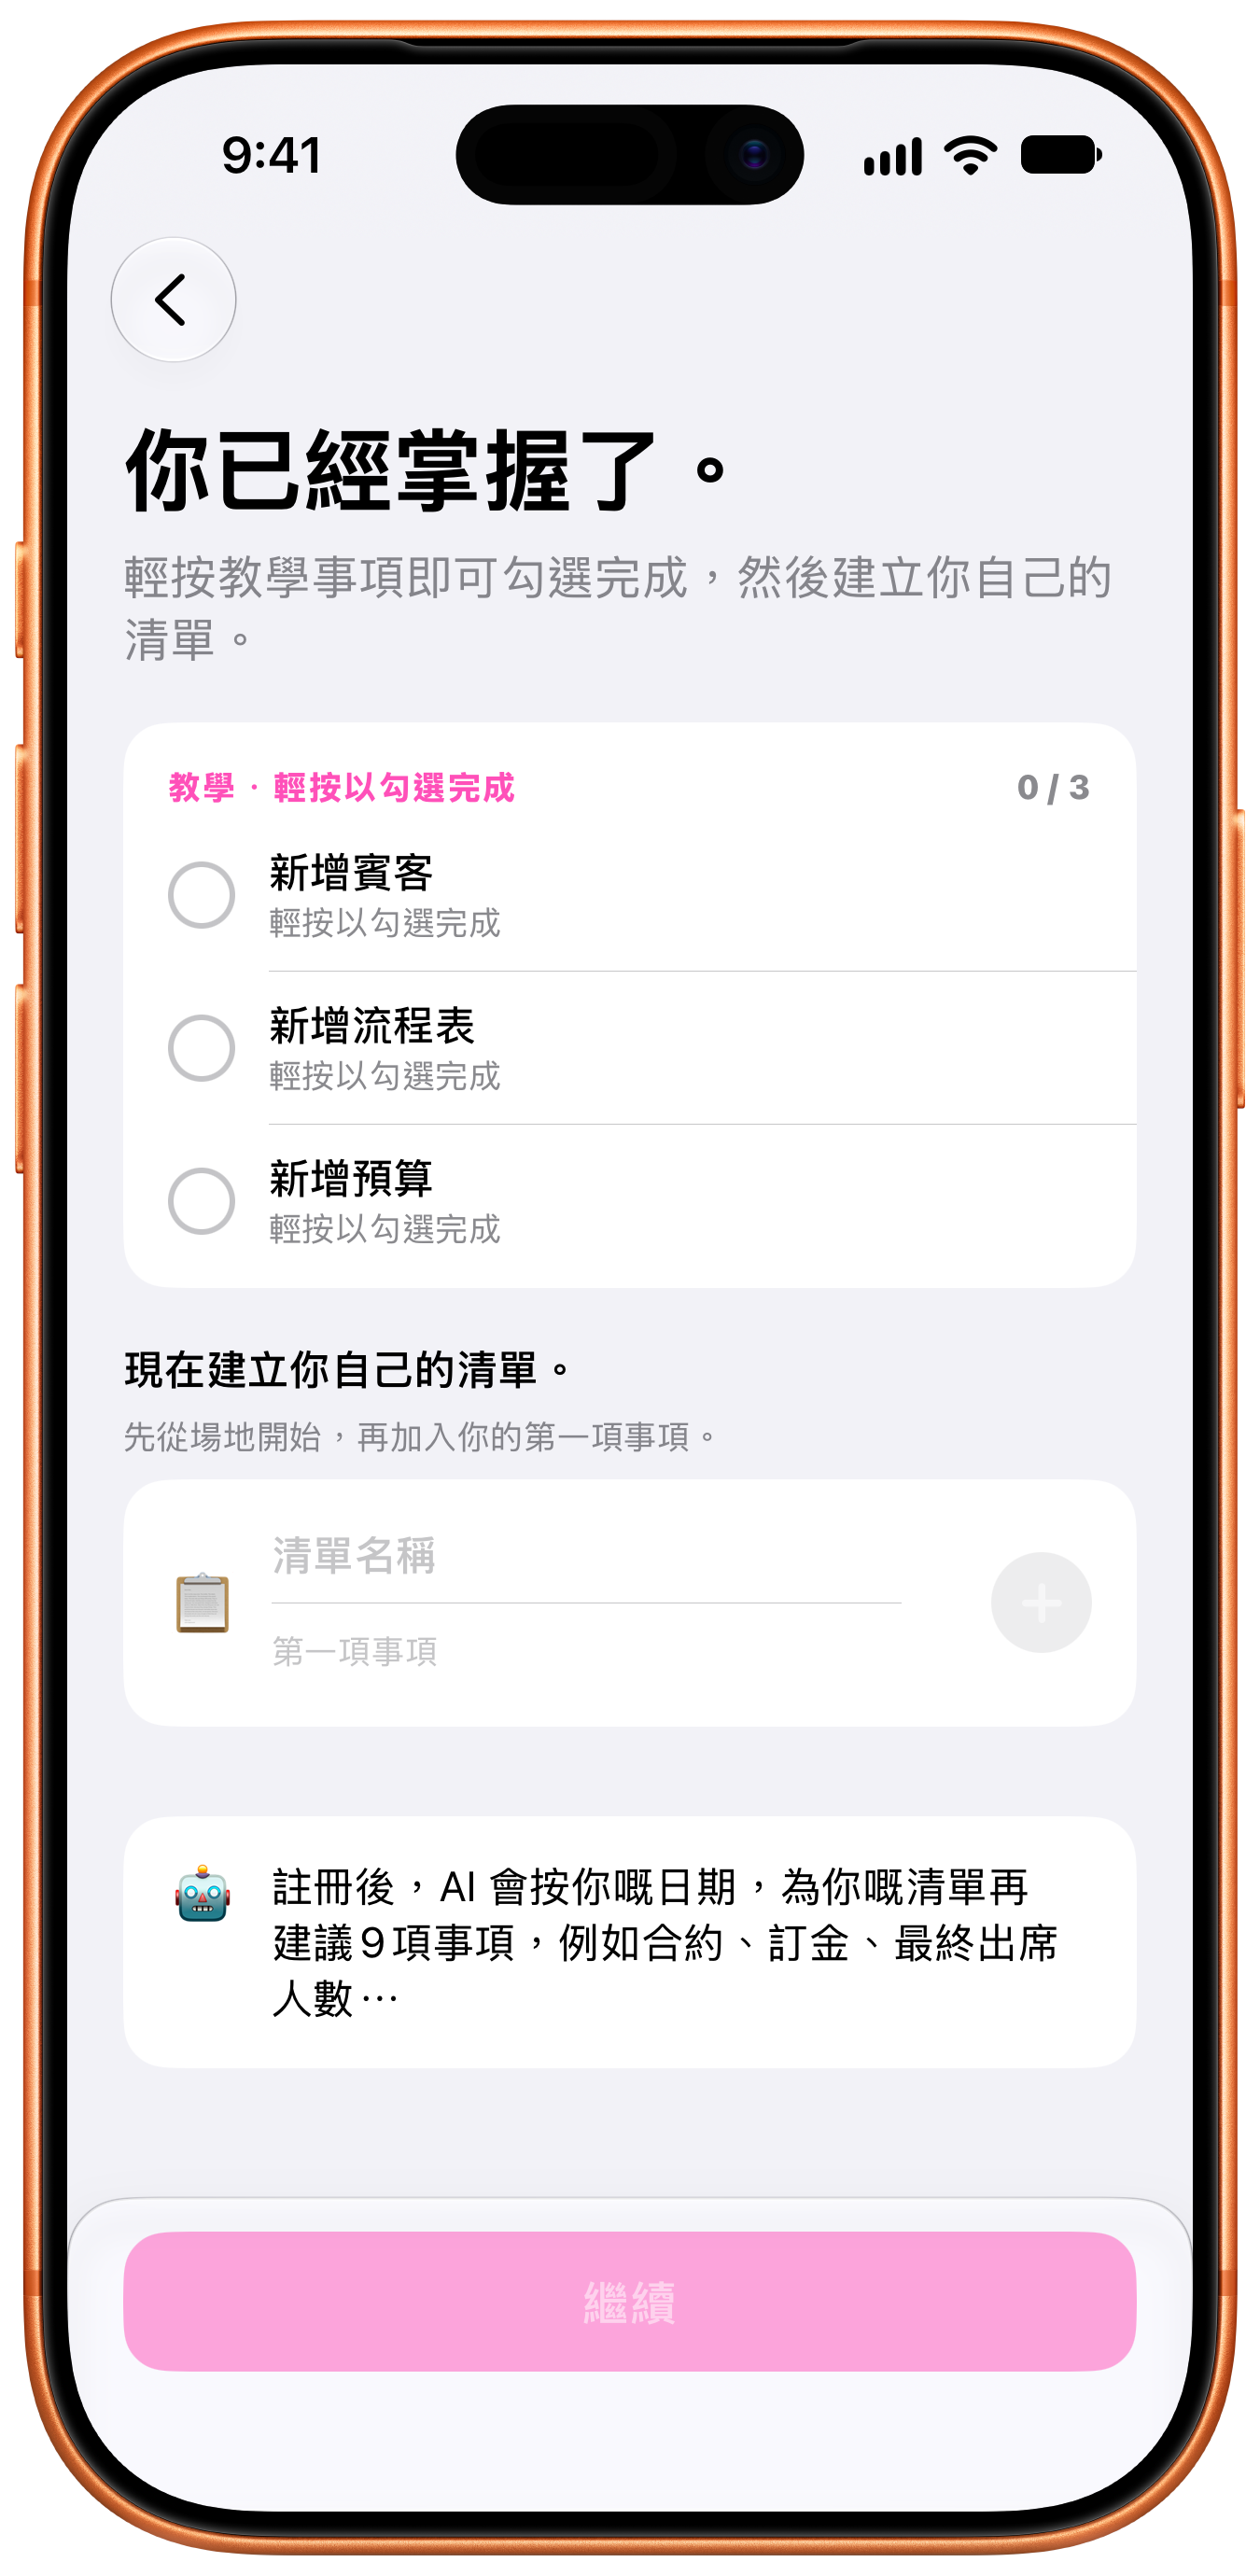 9:41
你已經掌握了。
輕按教學事項即可勾選完成，然後建立你自己的
清單。
教學 · 輕按以勾選完成
0 / 3
新增賓客
輕按以勾選完成
新增流程表
輕按以勾選完成
新增預算
輕按以勾選完成
現在建立你自己的清單。
先從場地開始，再加入你的第一項事項。
清單名稱
第一項事項
註冊後，AI 會按你嘅日期，為你嘅清單再
建議 9 項事項，例如合約、訂金、最終出席
人數…
繼續